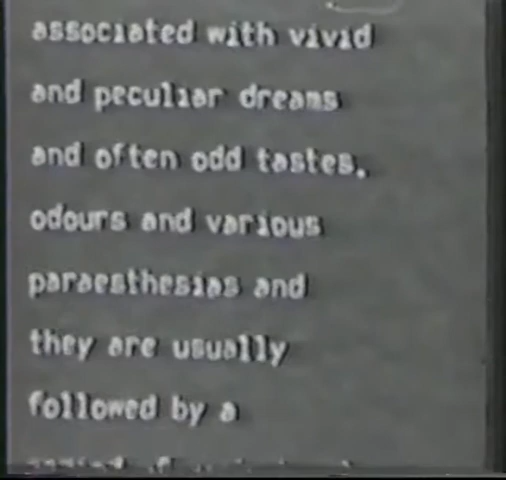 associated with vivid
and peculiar dreams
and often odd tastes,
odours and various
paraesthesias and
they are usually
followed by a